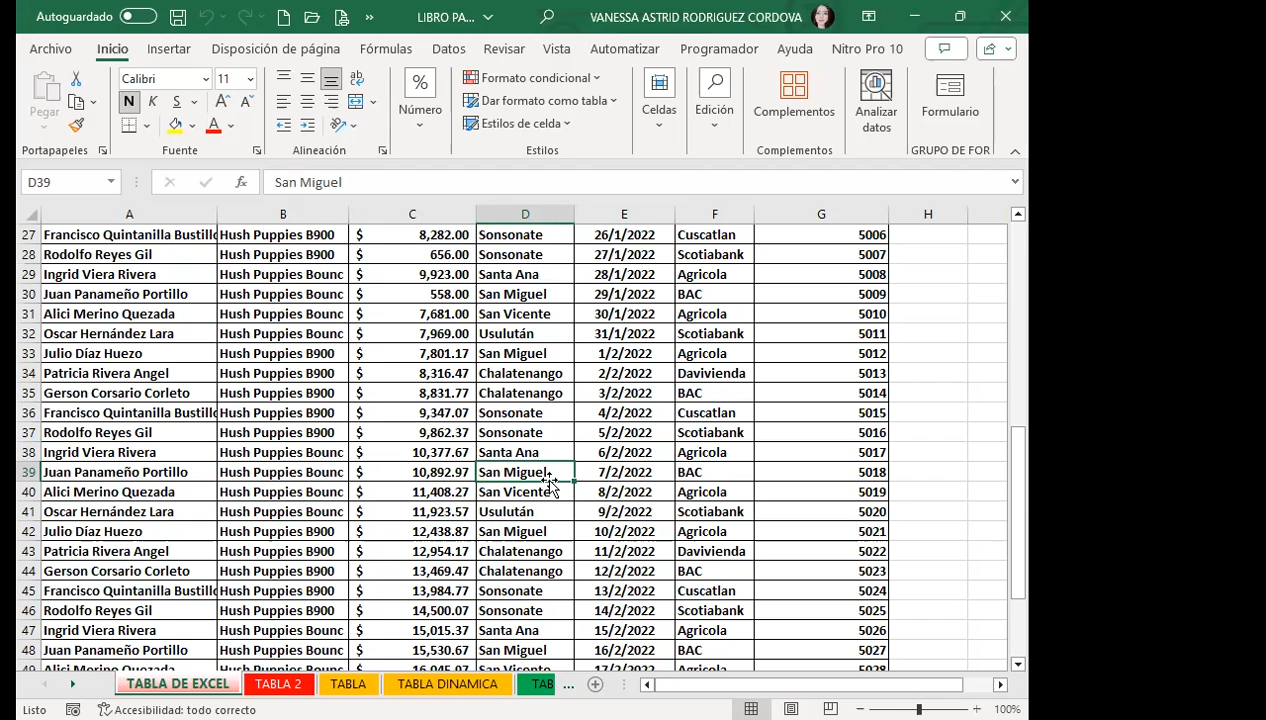 Autoguardado LIBRO PA... VANESSA ASTRID RODRIGUEZ CORDOVA
Archivo Inicio Insertar Disposición de página Fórmulas Datos Revisar Vista Automatizar Programador Ayuda Nitro Pro 10
Pegar
Portapapeles
Calibri 11
N K S
Fuente
Alineación
%
Número
Formato condicional
Dar formato como tabla
Estilos de celda
Estilos
Celdas
Edición
Complementos
Complementos
Analizar
datos
Formulario
GRUPO DE FOR
D39 fx San Miguel
A B C D E F G H
27 Francisco Quintanilla Bustillo Hush Puppies B900 $ 8,282.00 Sonsonate 26/1/2022 Cuscatlan 5006
28 Rodolfo Reyes Gil Hush Puppies B900 $ 656.00 Sonsonate 27/1/2022 Scotiabank 5007
29 Ingrid Viera Rivera Hush Puppies Bounc $ 9,923.00 Santa Ana 28/1/2022 Agricola 5008
30 Juan Panameño Portillo Hush Puppies Bounc $ 558.00 San Miguel 29/1/2022 BAC 5009
31 Alici Merino Quezada Hush Puppies Bounc $ 7,681.00 San Vicente 30/1/2022 Agricola 5010
32 Oscar Hernández Lara Hush Puppies Bounc $ 7,969.00 Usulután 31/1/2022 Scotiabank 5011
33 Julio Díaz Huezo Hush Puppies B900 $ 7,801.17 San Miguel 1/2/2022 Agricola 5012
34 Patricia Rivera Angel Hush Puppies B900 $ 8,316.47 Chalatenango 2/2/2022 Davivienda 5013
35 Gerson Corsario Corleto Hush Puppies B900 $ 8,831.77 Chalatenango 3/2/2022 BAC 5014
36 Francisco Quintanilla Bustillo Hush Puppies B900 $ 9,347.07 Sonsonate 4/2/2022 Cuscatlan 5015
37 Rodolfo Reyes Gil Hush Puppies B900 $ 9,862.37 Sonsonate 5/2/2022 Scotiabank 5016
38 Ingrid Viera Rivera Hush Puppies Bounc $ 10,377.67 Santa Ana 6/2/2022 Agricola 5017
39 Juan Panameño Portillo Hush Puppies Bounc $ 10,892.97 San Miguel 7/2/2022 BAC 5018
40 Alici Merino Quezada Hush Puppies Bounc $ 11,408.27 San Vicente 8/2/2022 Agricola 5019
41 Oscar Hernández Lara Hush Puppies Bounc $ 11,923.57 Usulután 9/2/2022 Scotiabank 5020
42 Julio Díaz Huezo Hush Puppies B900 $ 12,438.87 San Miguel 10/2/2022 Agricola 5021
43 Patricia Rivera Angel Hush Puppies B900 $ 12,954.17 Chalatenango 11/2/2022 Davivienda 5022
44 Gerson Corsario Corleto Hush Puppies B900 $ 13,469.47 Chalatenango 12/2/2022 BAC 5023
45 Francisco Quintanilla Bustillo Hush Puppies B900 $ 13,984.77 Sonsonate 13/2/2022 Cuscatlan 5024
46 Rodolfo Reyes Gil Hush Puppies B900 $ 14,500.07 Sonsonate 14/2/2022 Scotiabank 5025
47 Ingrid Viera Rivera Hush Puppies Bounc $ 15,015.37 Santa Ana 15/2/2022 Agricola 5026
48 Juan Panameño Portillo Hush Puppies Bounc $ 15,530.67 San Miguel 16/2/2022 BAC 5027
49 Alici Merino Quezada Hush Puppies Bounc $ 16,045.97 San Vicente 17/2/2022 Agricola 5028
TABLA DE EXCEL TABLA 2 TABLA TABLA DINAMICA TAB ...
Listo Accesibilidad: todo correcto 100%